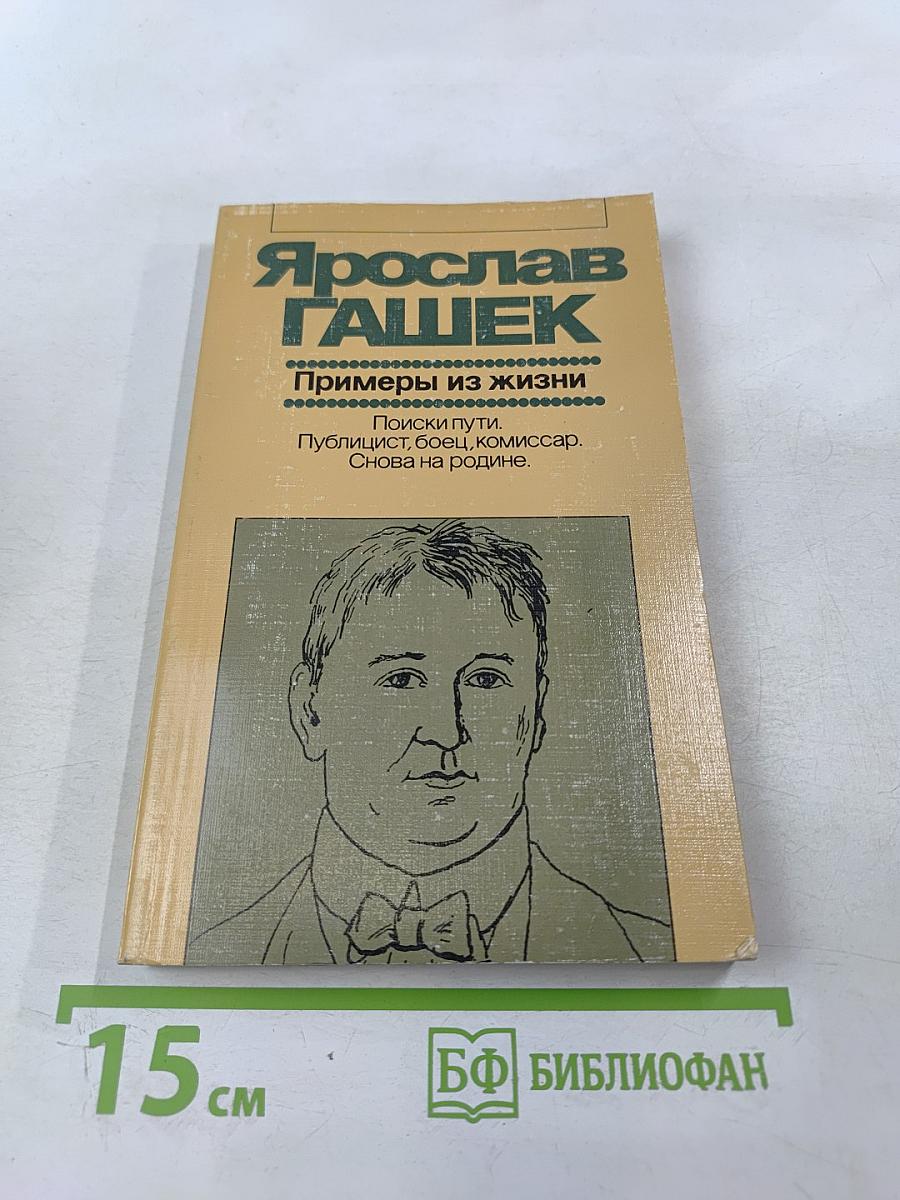 Ярослав
ГАШЕК
Примеры из жизни
Поиски пути.
Публицист, боец, комиссар.
Снова на родине.
15 см
БФ БИБЛИОФАН